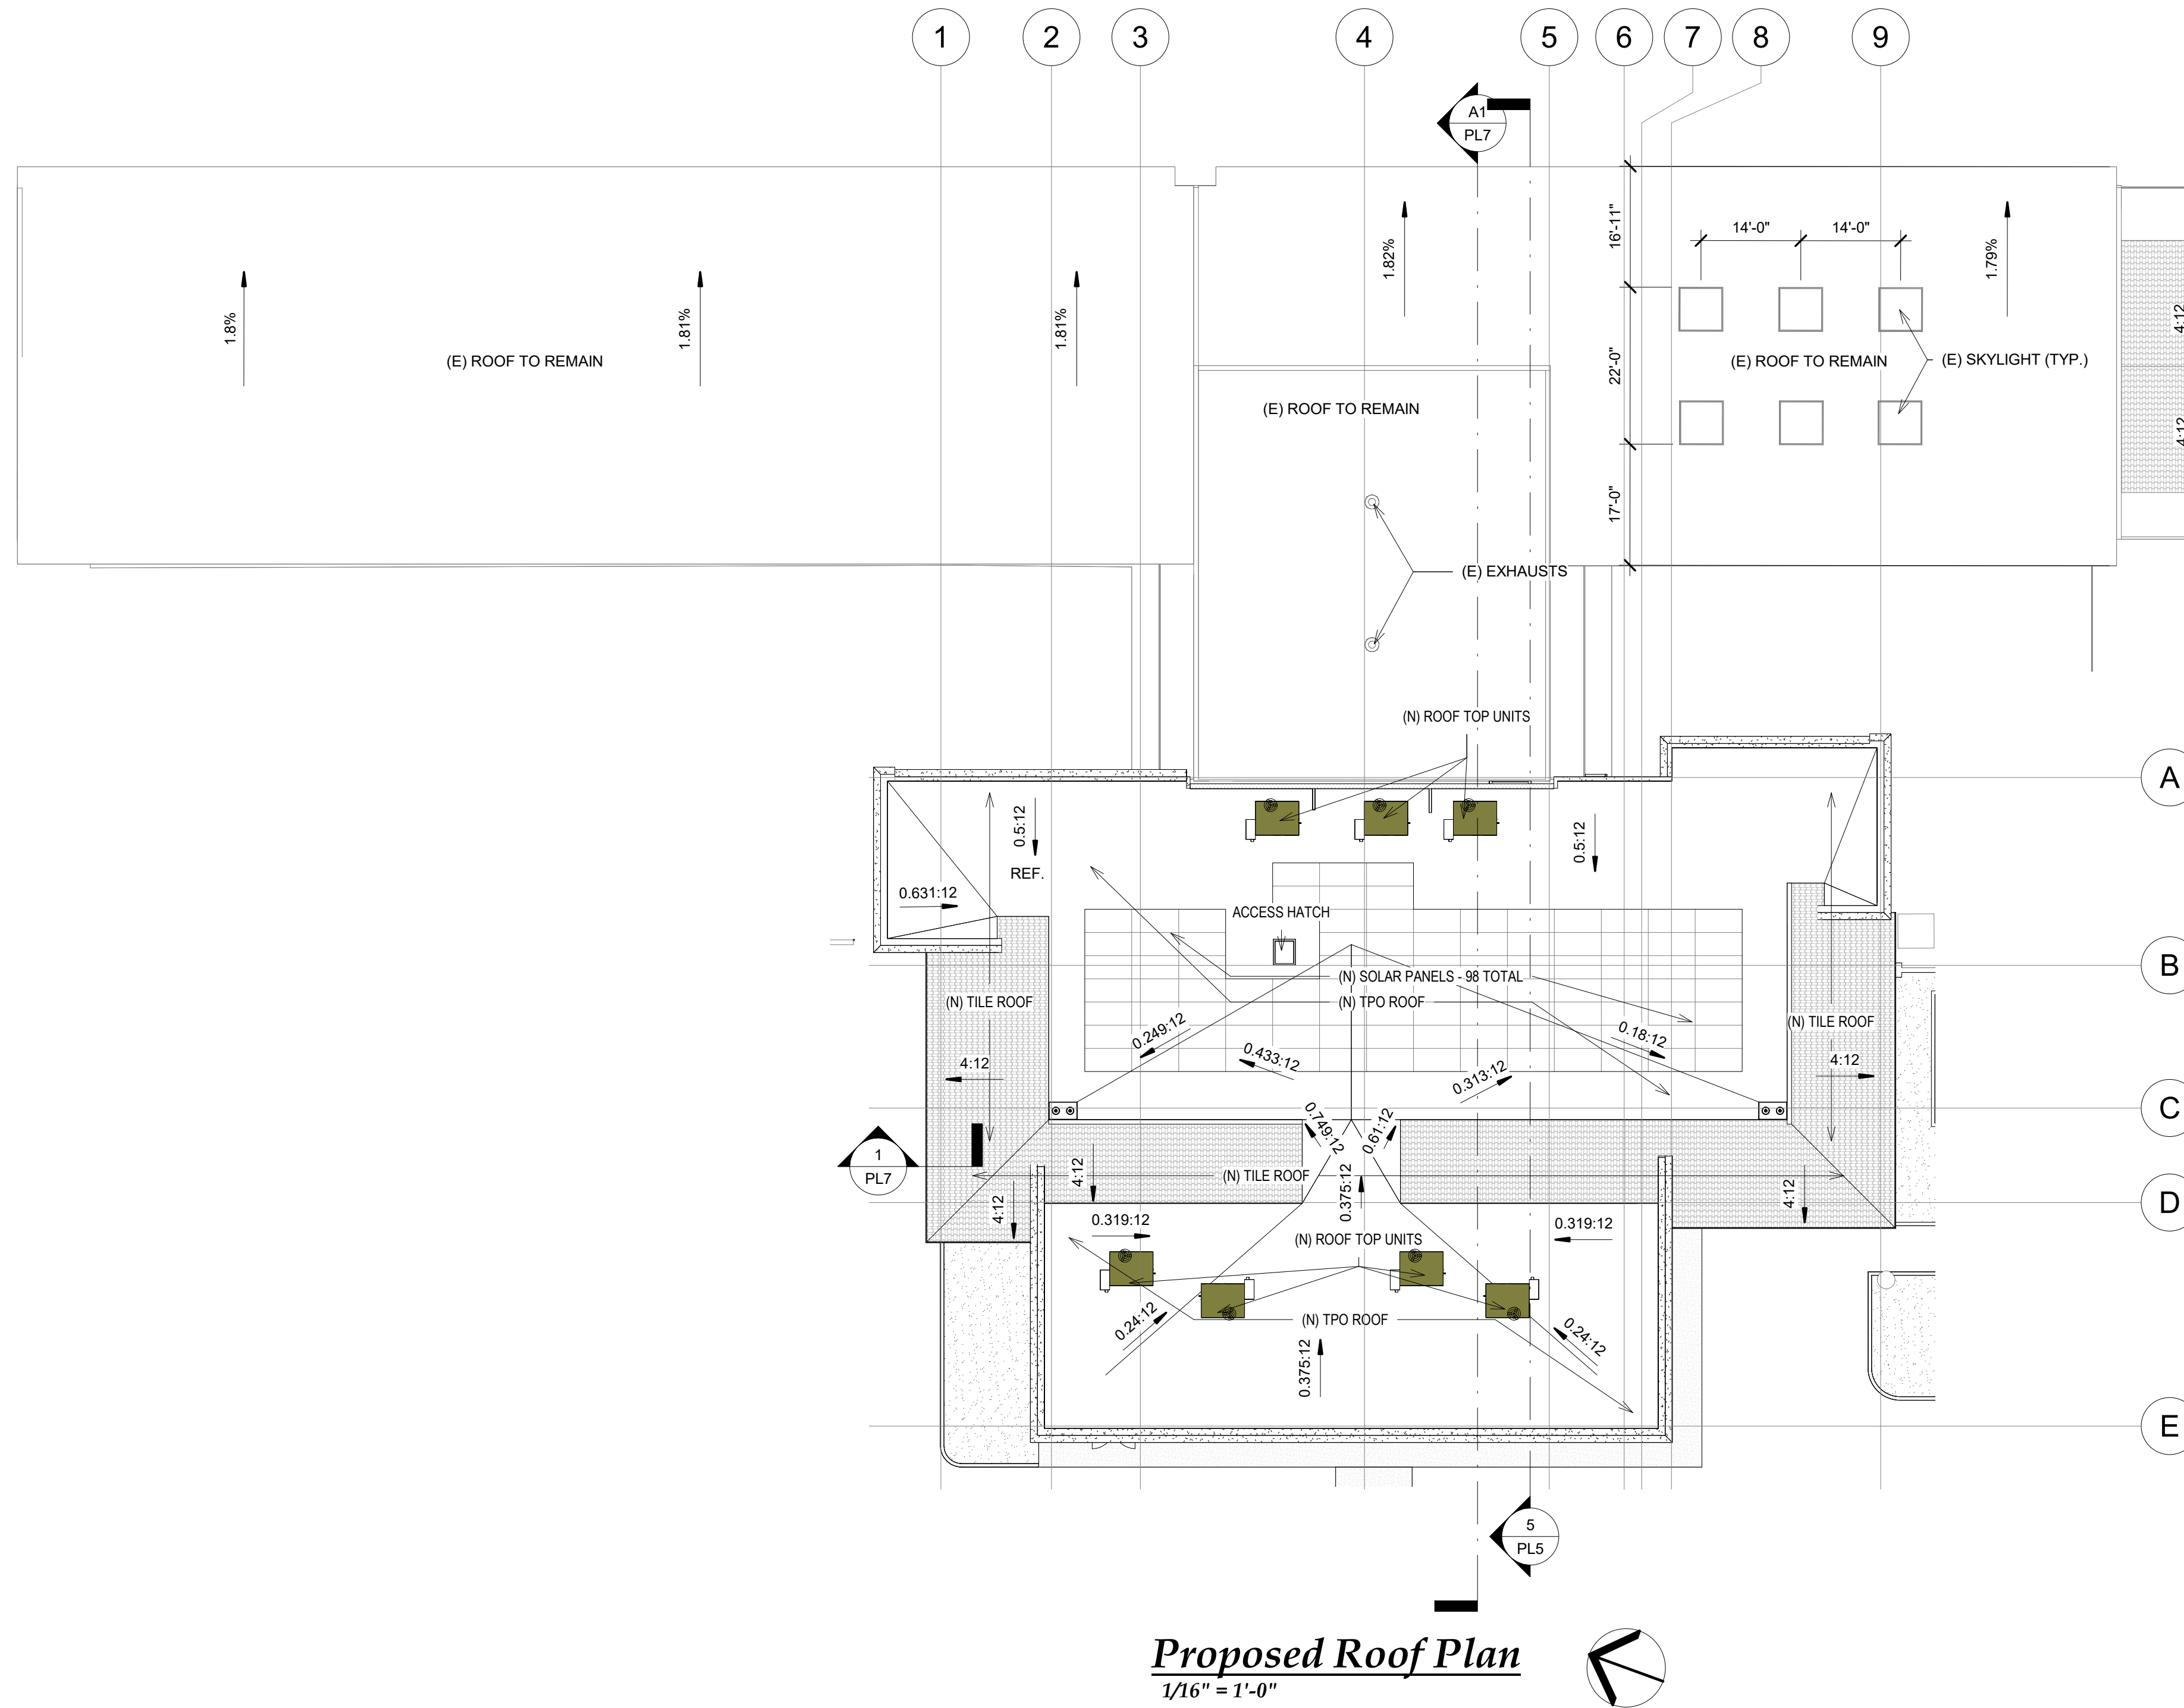 1
2
3
4
5
6
7
8
9
A1
PL7
16'-11"
14'-0"
14'-0"
1.82%
1.79%
1.8%
1.81%
1.81%
4:12
(E) ROOF TO REMAIN
22'-0"
(E) ROOF TO REMAIN
(E) SKYLIGHT (TYP.)
(E) ROOF TO REMAIN
4:12
17'-0"
(E) EXHAUSTS
(N) ROOF TOP UNITS
A
0.5:12
REF.
0.5:12
0.631:12
ACCESS HATCH
B
(N) SOLAR PANELS - 98 TOTAL
(N) TILE ROOF
(N) TPO ROOF
(N) TILE ROOF
0.249:12
0.18:12
0.433:12
4:12
0.313:12
4:12
C
0.749:12
0.61:12
1
PL7
4:12
(N) TILE ROOF
0.375:12
4:12
4:12
D
0.319:12
0.319:12
(N) ROOF TOP UNITS
0.24:12
(N) TPO ROOF
0.24:12
0.375:12
E
5
PL5
Proposed Roof Plan
1/16" = 1'-0"